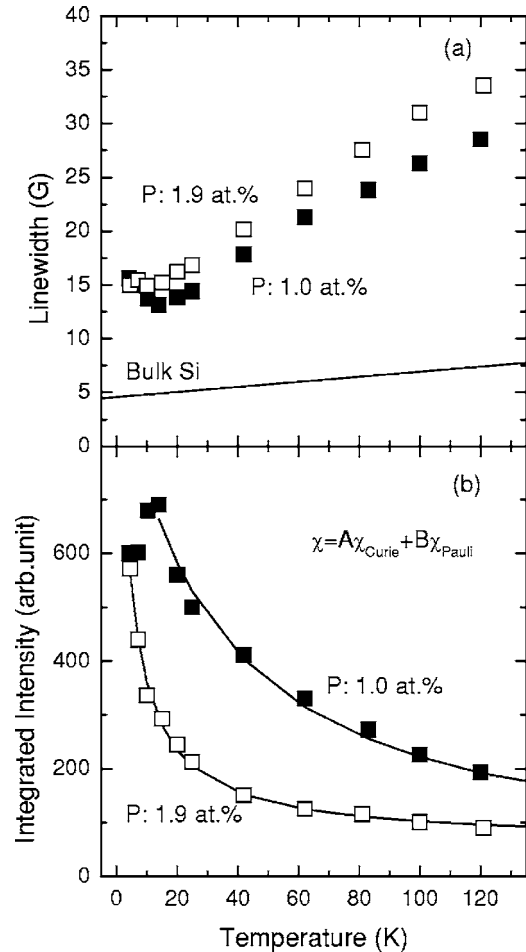 40
(a)
35
30
25
20
15
10
5
0
Linewidth (G)
P: 1.9 at.%
P: 1.0 at.%
Bulk Si
(b)
600
400
200
0
Integrated Intensity (arb.unit)
χ=Aχ_Curie+Bχ_Pauli
P: 1.0 at.%
P: 1.9 at.%
0 20 40 60 80 100 120
Temperature (K)